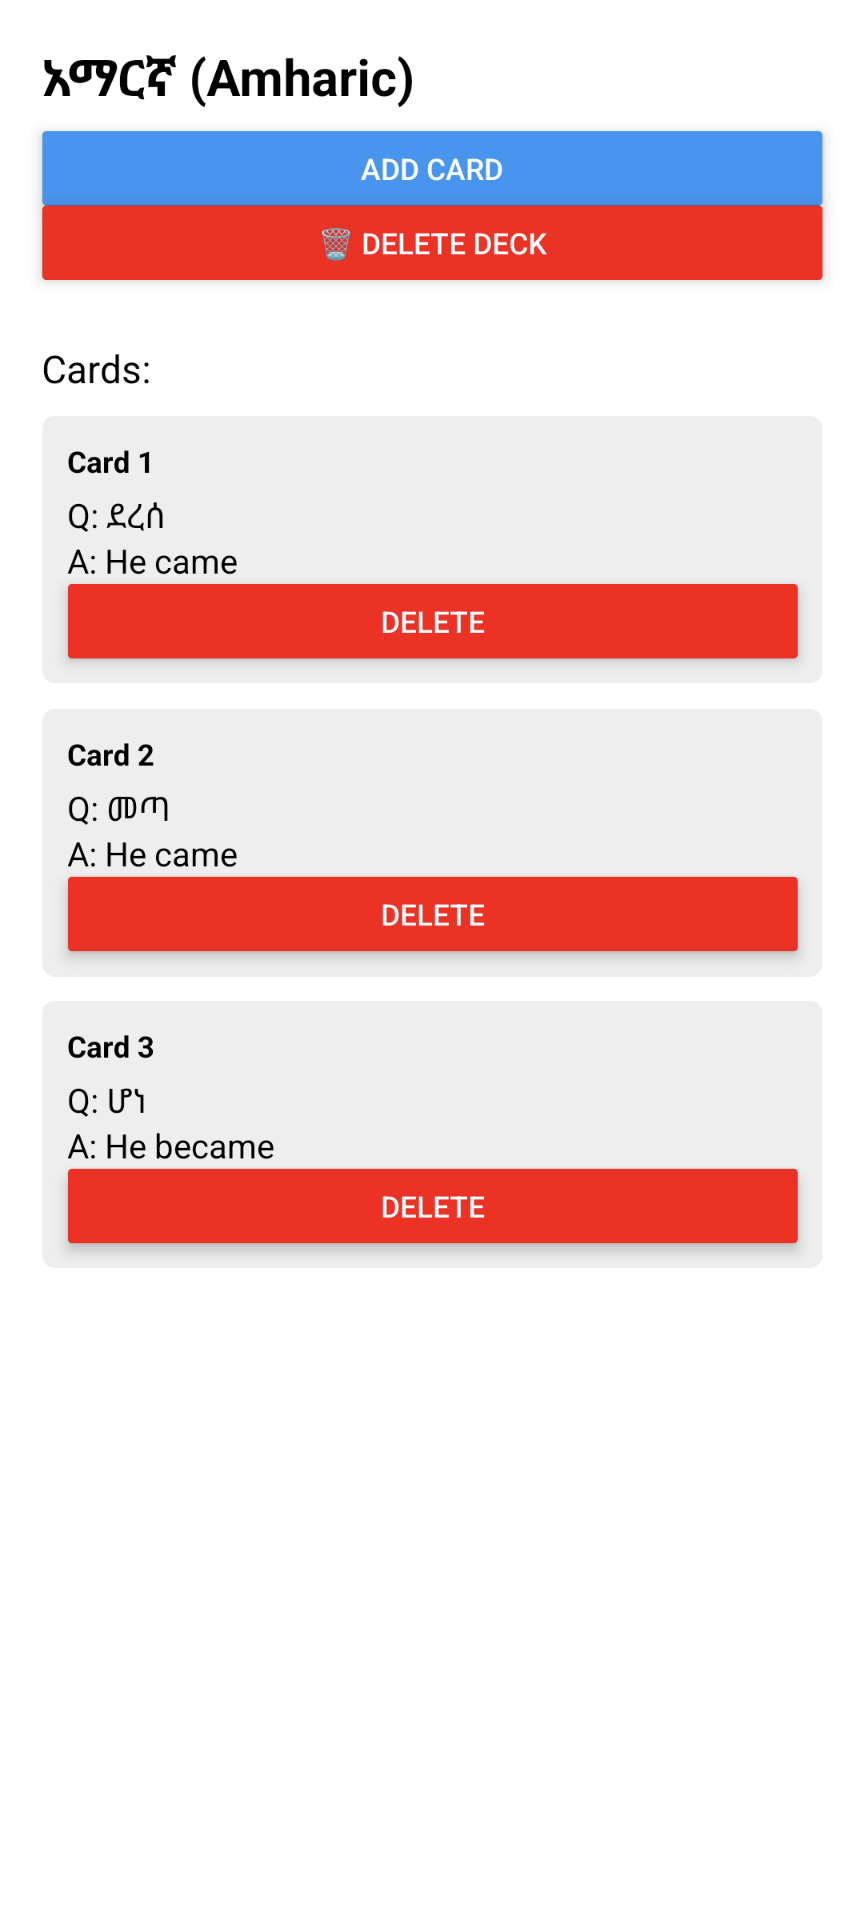 አማርኛ (Amharic)
ADD CARD
🗑️ DELETE DECK
Cards:
Card 1
Q: ደረሰ
A: He came
DELETE
Card 2
Q: መጣ
A: He came
DELETE
Card 3
Q: ሆነ
A: He became
DELETE